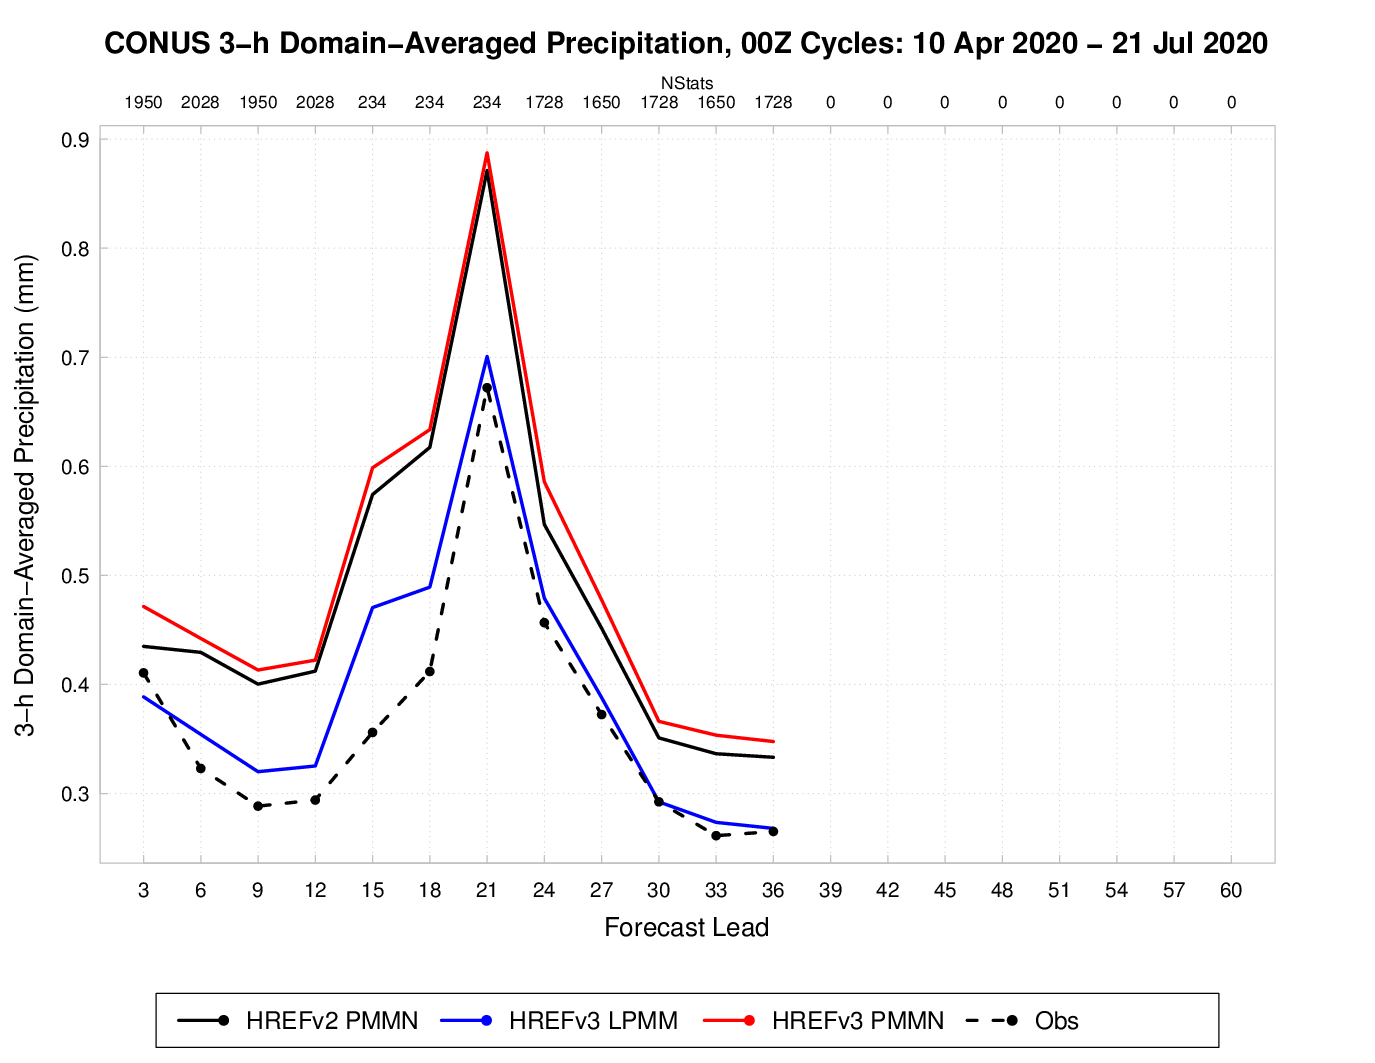 CONUS 3−h Domain−Averaged Precipitation, 00Z Cycles: 10 Apr 2020 − 21 Jul 2020
NStats
1950 2028 1950 2028 234 234 234 1728 1650 1728 1650 1728 0 0 0 0 0 0 0 0
0.9
0.8
0.7
0.6
0.5
0.4
0.3
3−h Domain−Averaged Precipitation (mm)
3 6 9 12 15 18 21 24 27 30 33 36 39 42 45 48 51 54 57 60
Forecast Lead
HREFv2 PMMN HREFv3 LPMM HREFv3 PMMN Obs